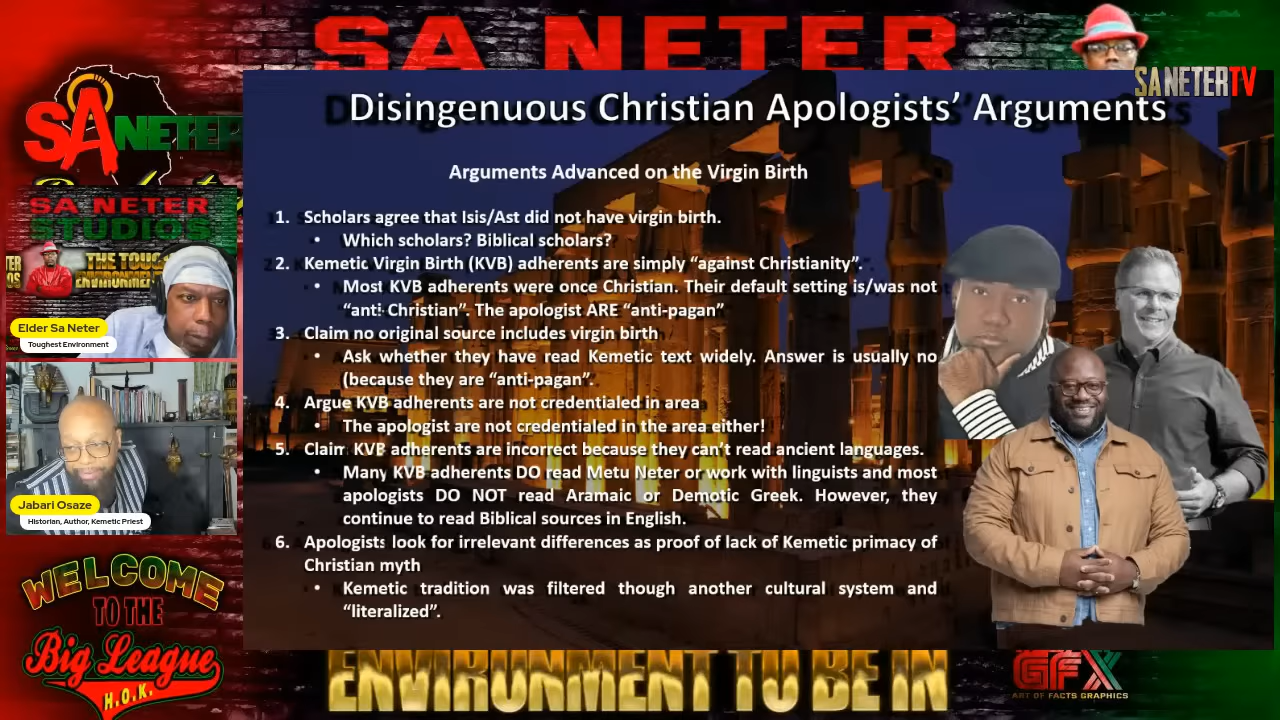 SA NETER
SANETERTV
SA NETER
Disingenuous Christian Apologists' Arguments
Arguments Advanced on the Virgin Birth
1. Scholars agree that Isis/Ast did not have virgin birth.
• Which scholars? Biblical scholars?
2. Kemetic Virgin Birth (KVB) adherents are simply "against Christianity".
• Most KVB adherents were once Christian. Their default setting is/was not
"anti- Christian". The apologist ARE "anti-pagan"
3. Claim no original source includes virgin birth
• Ask whether they have read Kemetic text widely. Answer is usually no
(because they are "anti-pagan".
4. Argue KVB adherents are not credentialed in area
• The apologist are not credentialed in the area either!
5. Claim KVB adherents are incorrect because they can't read ancient languages.
• Many KVB adherents DO read Metu Neter or work with linguists and most
apologists DO NOT read Aramaic or Demotic Greek. However, they
continue to read Biblical sources in English.
6. Apologists look for irrelevant differences as proof of lack of Kemetic primacy of
Christian myth
• Kemetic tradition was filtered though another cultural system and
"literalized".
SA NETER
STUDIOS
THE TOUG
ENVIRONMENT
Elder Sa Neter
Toughest Environment
Jabari Osaze
Historian, Author, Kemetic Priest
WELCOME
TO THE
Big League
H.O.K.
ENVIRONMENT TO BE IN
GFX
ART OF FACTS GRAPHICS